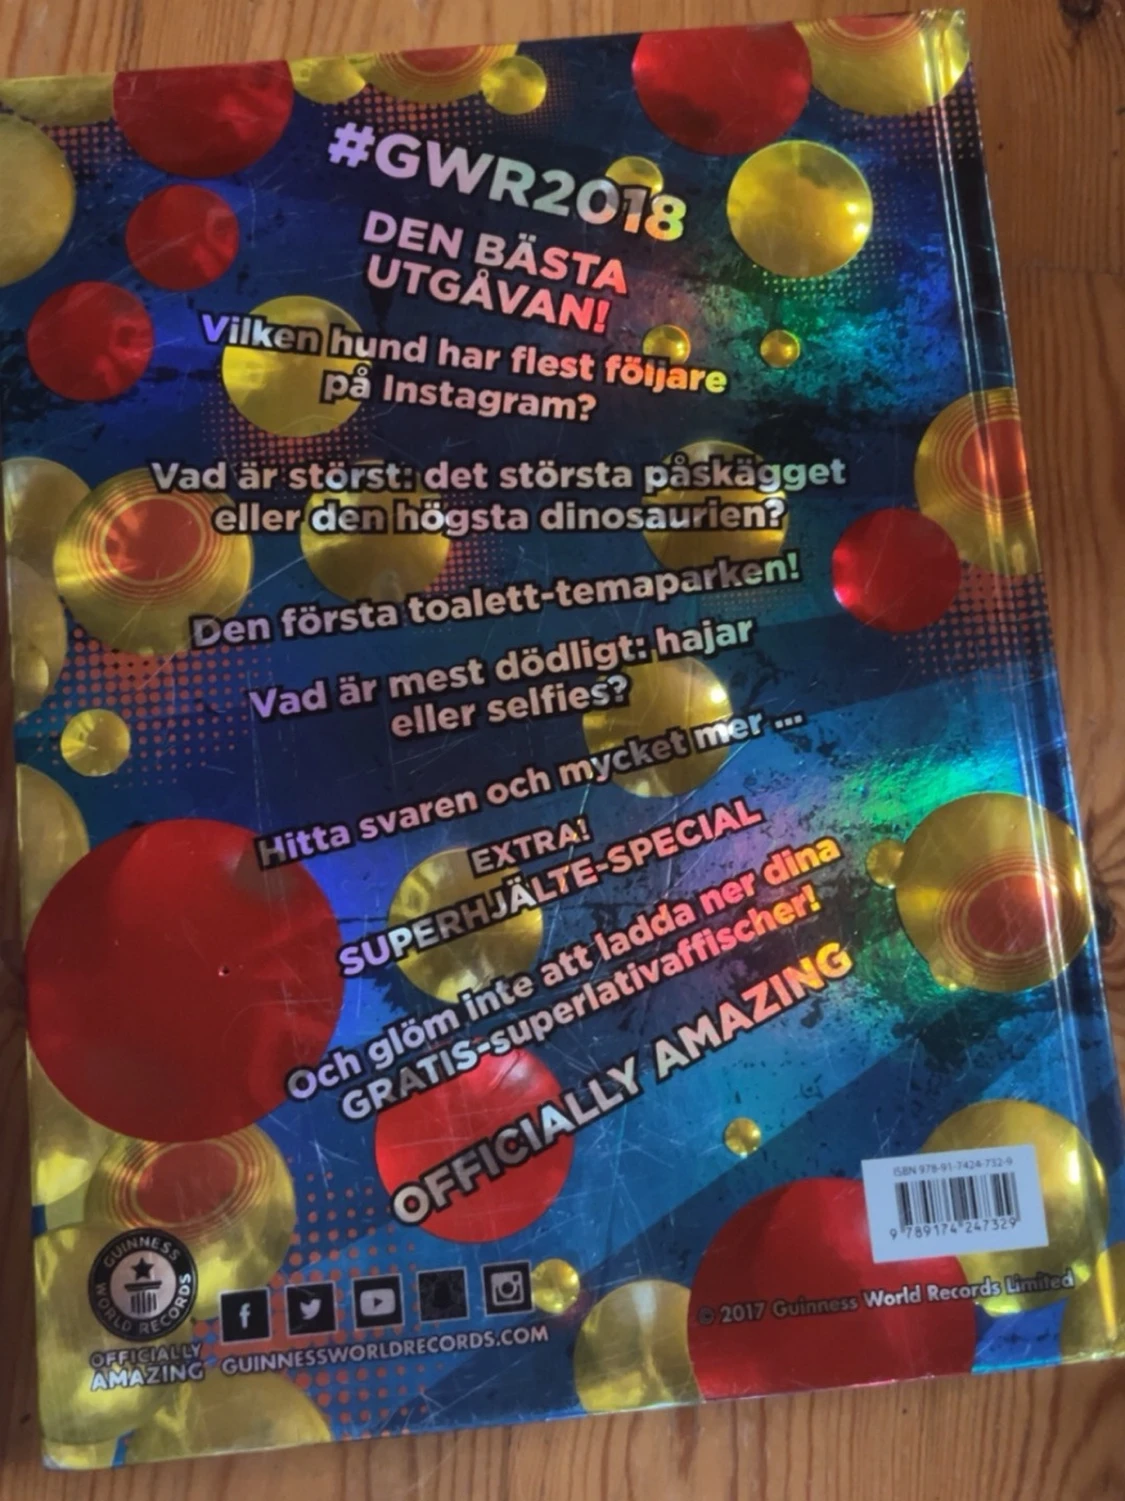 #GWR2018
DEN BÄSTA
UTGÅVAN!
Vilken hund har flest följare
på Instagram?
Vad är störst: det största påskägget
eller den högsta dinosaurien?
Den första toalett-temaparken!
Vad är mest dödligt: hajar
eller selfies?
Hitta svaren och mycket mer ...
EXTRA!
SUPERHJÄLTE-SPECIAL
Och glöm inte att ladda ner dina
GRATIS-superlativaffischer!
OFFICIALLY AMAZING
ISBN 978-91-7424-732-9
9 789174 247329
© 2017 Guinness World Records Limited
GUINNESS
WORLD RECORDS
OFFICIALLY
AMAZING
GUINNESSWORLDRECORDS.COM